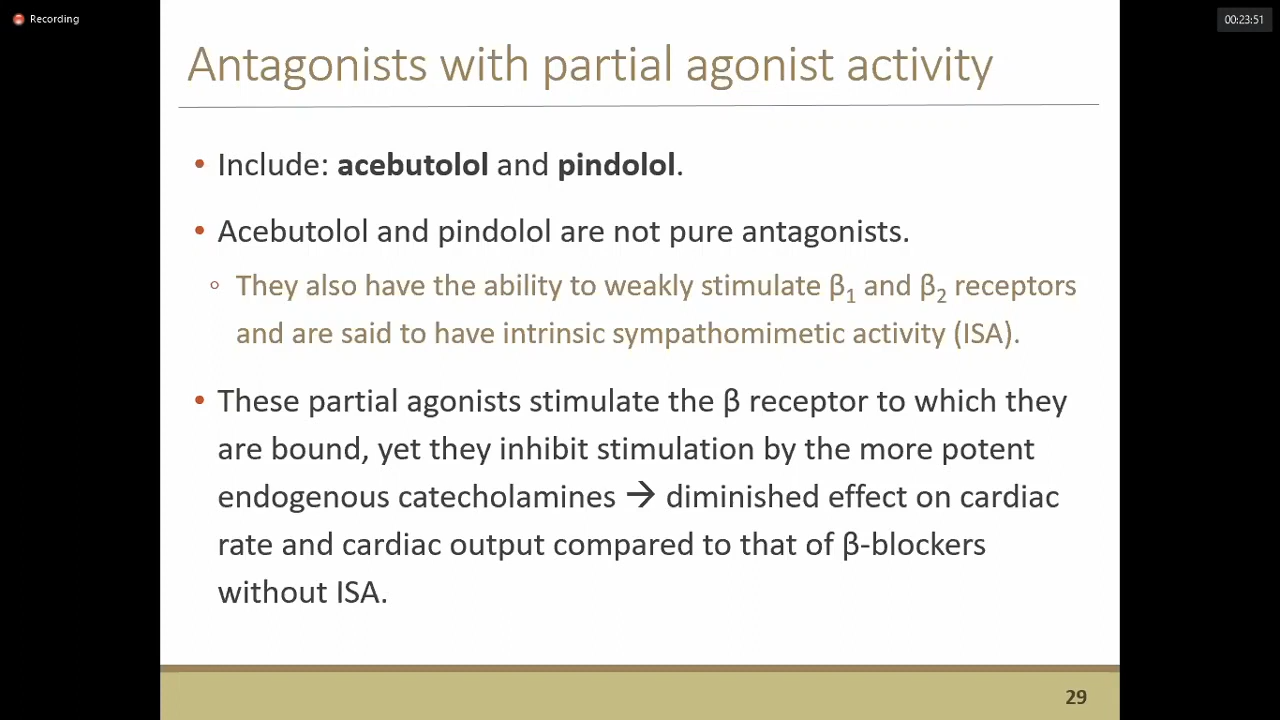 Recording
00:23:51
Antagonists with partial agonist activity
• Include: acebutolol and pindolol.
• Acebutolol and pindolol are not pure antagonists.
◦ They also have the ability to weakly stimulate β₁ and β₂ receptors
and are said to have intrinsic sympathomimetic activity (ISA).
• These partial agonists stimulate the β receptor to which they
are bound, yet they inhibit stimulation by the more potent
endogenous catecholamines → diminished effect on cardiac
rate and cardiac output compared to that of β-blockers
without ISA.
29